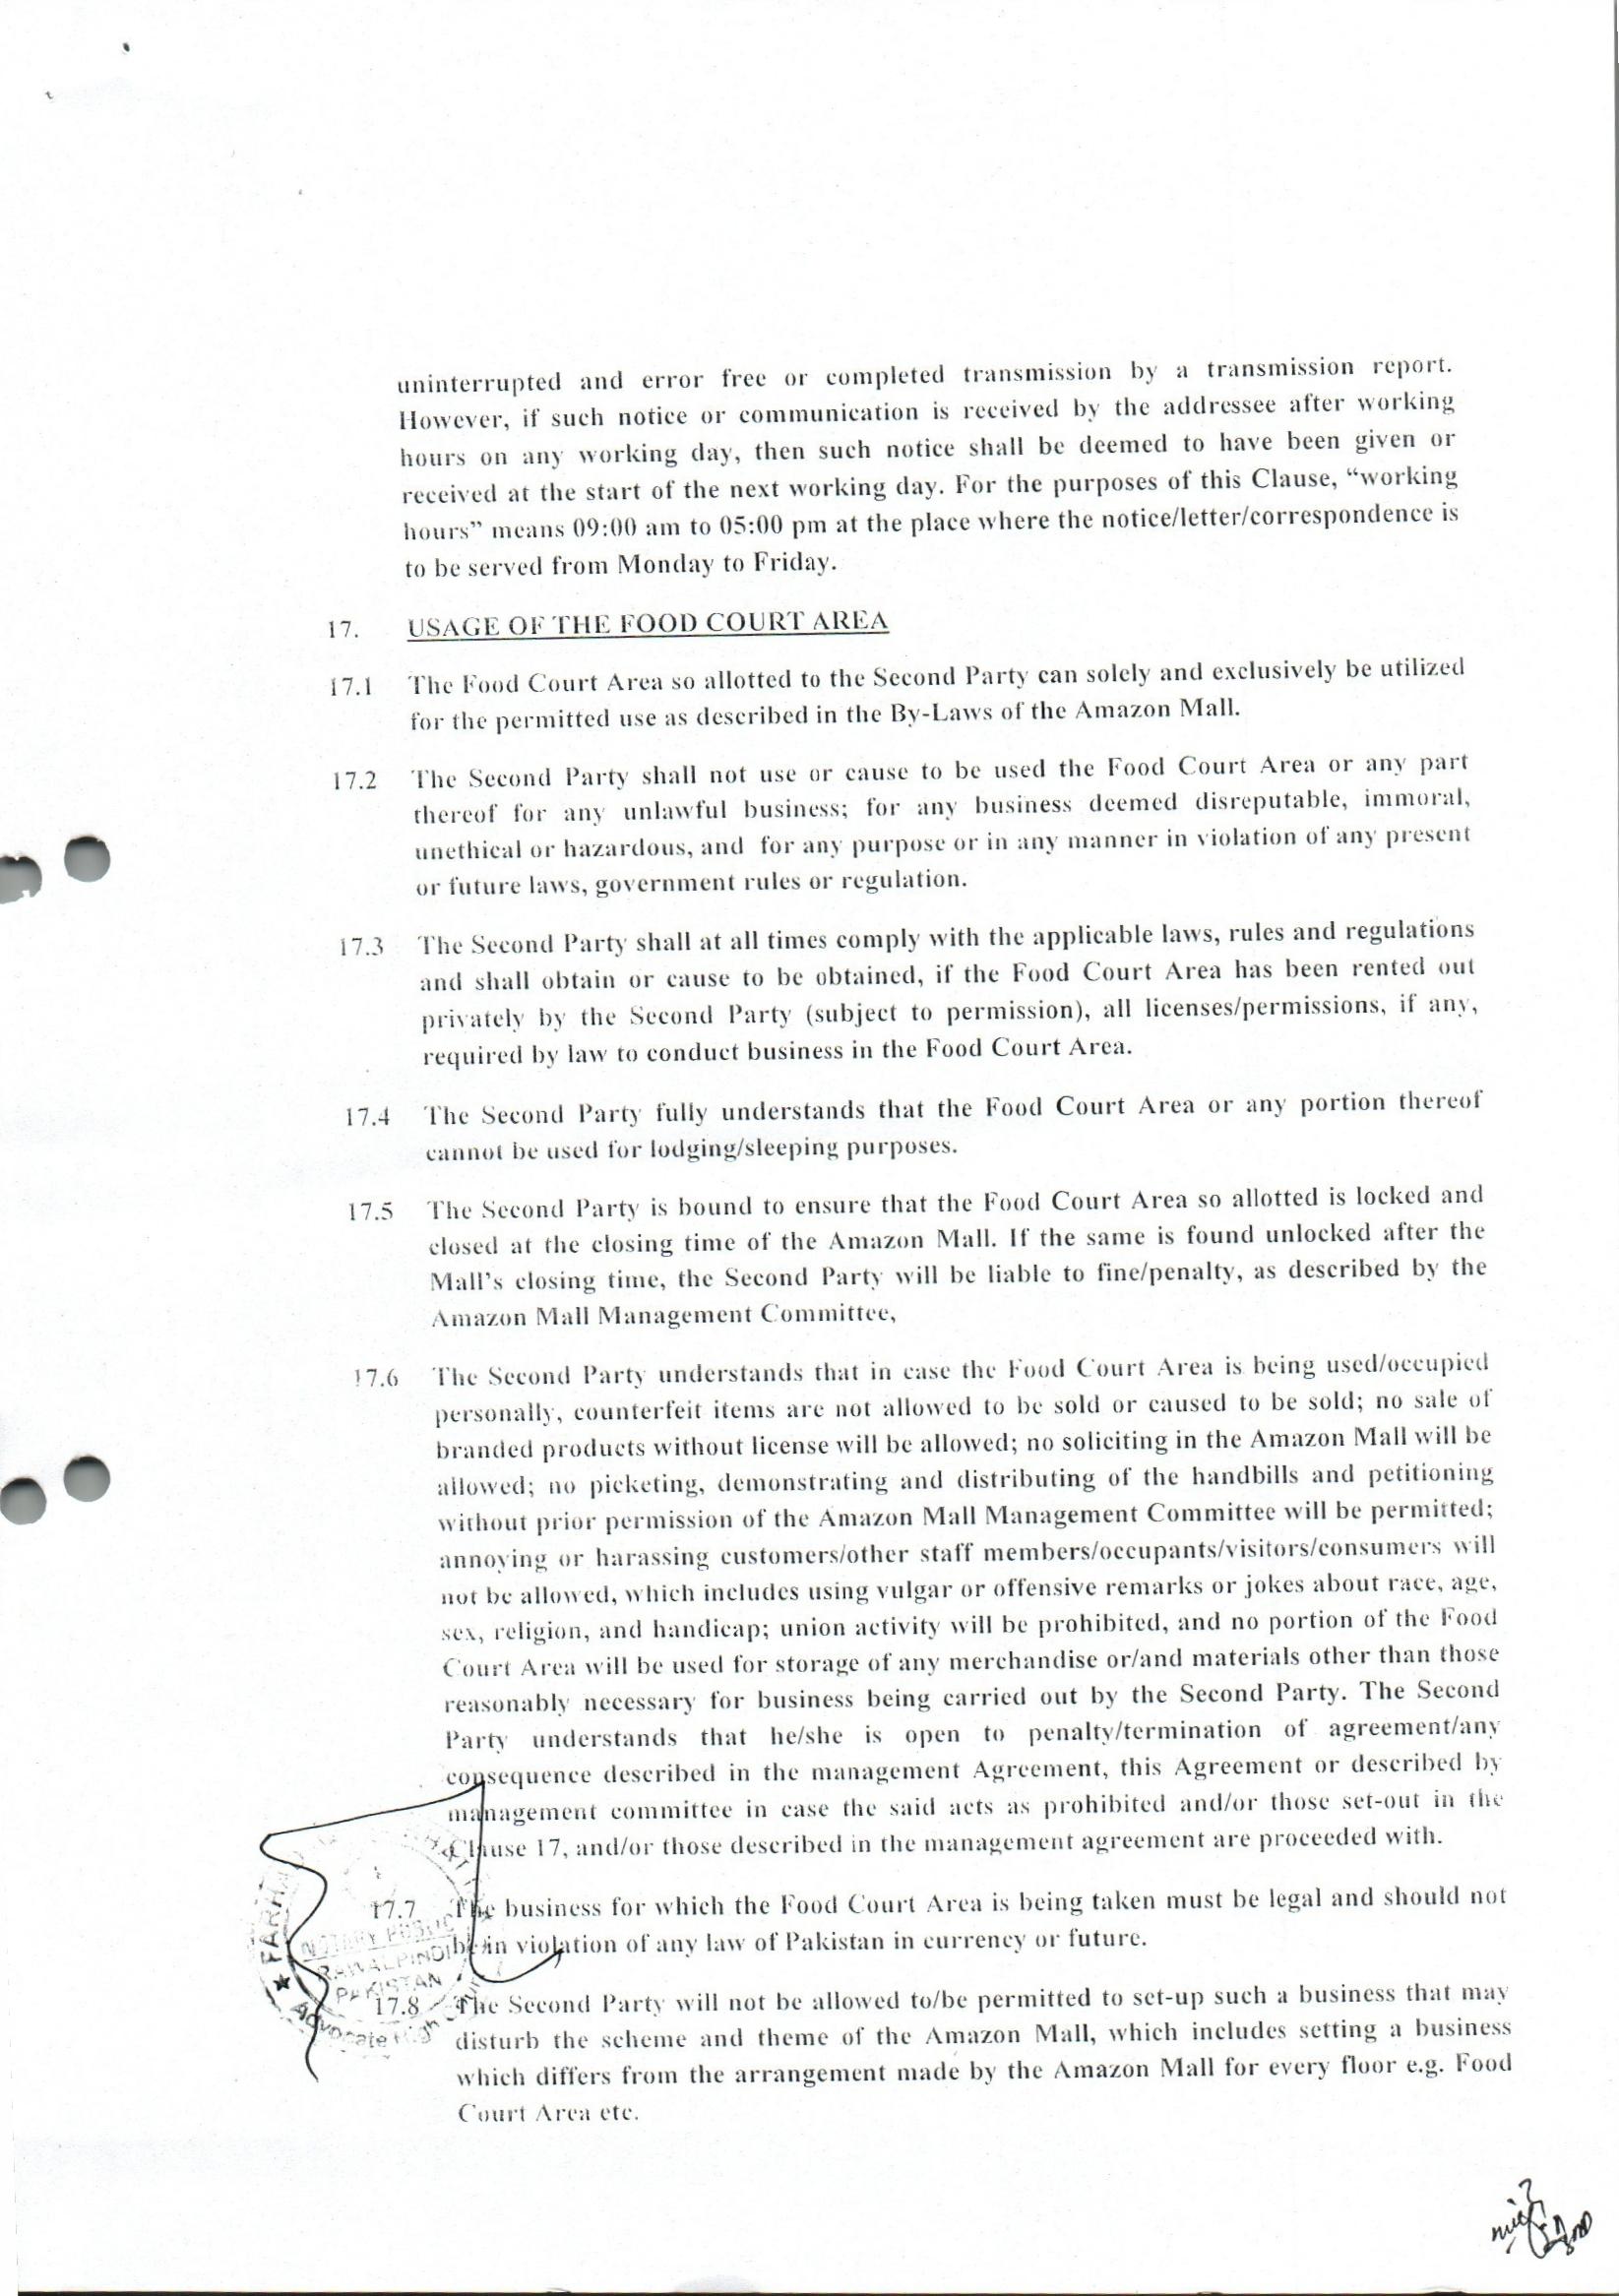 uninterrupted and error free or completed transmission by a transmission report.
However, if such notice or communication is received by the addressee after working
hours on any working day, then such notice shall be deemed to have been given or
received at the start of the next working day. For the purposes of this Clause, “working
hours” means 09:00 am to 05:00 pm at the place where the notice/letter/correspondence is
to be served from Monday to Friday.
17. USAGE OF THE FOOD COURT AREA
17.1 The Food Court Area so allotted to the Second Party can solely and exclusively be utilized
for the permitted use as described in the By-Laws of the Amazon Mall.
17.2 The Second Party shall not use or cause to be used the Food Court Area or any part
thereof for any unlawful business; for any business deemed disreputable, immoral,
unethical or hazardous, and for any purpose or in any manner in violation of any present
or future laws, government rules or regulation.
17.3 The Second Party shall at all times comply with the applicable laws, rules and regulations
and shall obtain or cause to be obtained, if the Food Court Area has been rented out
privately by the Second Party (subject to permission), all licenses/permissions, if any,
required by law to conduct business in the Food Court Area.
17.4 The Second Party fully understands that the Food Court Area or any portion thereof
cannot be used for lodging/sleeping purposes.
17.5 The Second Party is bound to ensure that the Food Court Area so allotted is locked and
closed at the closing time of the Amazon Mall. If the same is found unlocked after the
Mall’s closing time, the Second Party will be liable to fine/penalty, as described by the
Amazon Mall Management Committee,
17.6 The Second Party understands that in case the Food Court Area is being used/occupied
personally, counterfeit items are not allowed to be sold or caused to be sold; no sale of
branded products without license will be allowed; no soliciting in the Amazon Mall will be
allowed; no picketing, demonstrating and distributing of the handbills and petitioning
without prior permission of the Amazon Mall Management Committee will be permitted;
annoying or harassing customers/other staff members/occupants/visitors/consumers will
not be allowed, which includes using vulgar or offensive remarks or jokes about race, age,
sex, religion, and handicap; union activity will be prohibited, and no portion of the Food
Court Area will be used for storage of any merchandise or/and materials other than those
reasonably necessary for business being carried out by the Second Party. The Second
Party understands that he/she is open to penalty/termination of agreement/any
consequence described in the management Agreement, this Agreement or described by
management committee in case the said acts as prohibited and/or those set-out in the
Clause 17, and/or those described in the management agreement are proceeded with.
17.7 The business for which the Food Court Area is being taken must be legal and should not
be in violation of any law of Pakistan in currency or future.
NOTARY PUBLIC
RAWALPINDI
PAKISTAN
Advocate High
17.8 The Second Party will not be allowed to/be permitted to set-up such a business that may
disturb the scheme and theme of the Amazon Mall, which includes setting a business
which differs from the arrangement made by the Amazon Mall for every floor e.g. Food
Court Area etc.